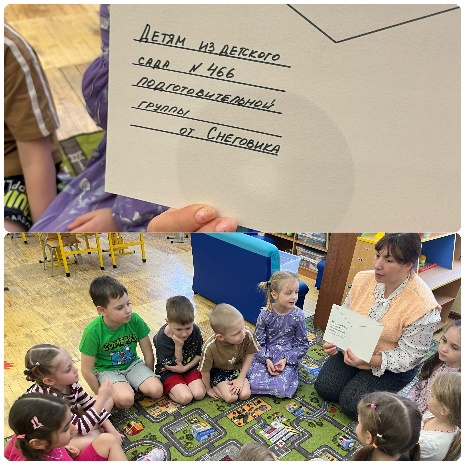 Детям из детского
сада № 466
подготовительной
группы
от Снеговика